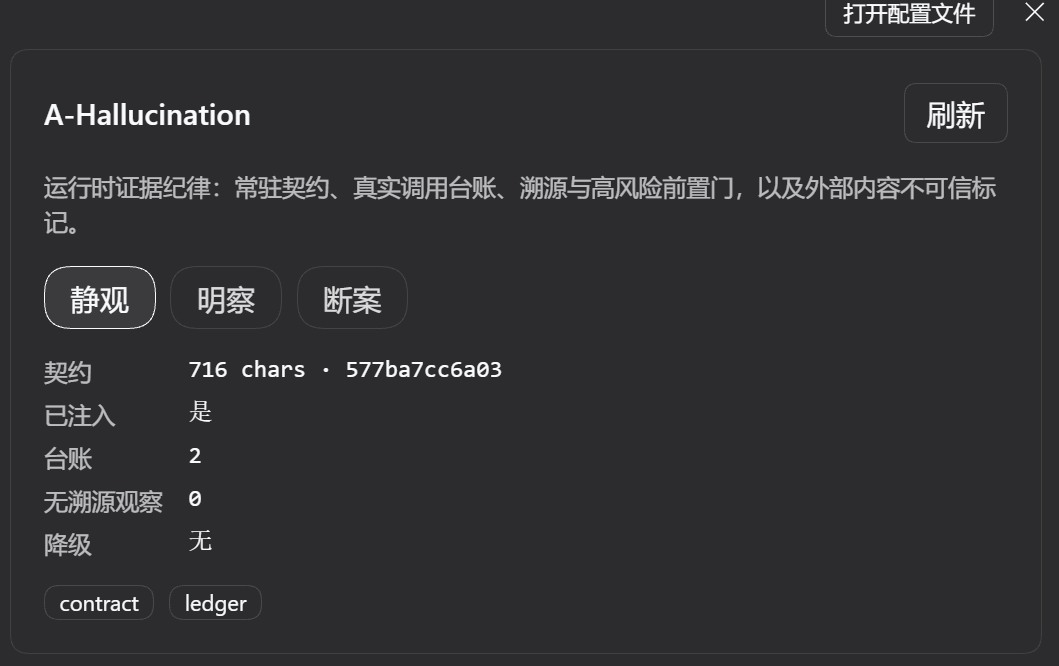 打开配置文件
A-Hallucination
刷新
运行时证据纪律：常驻契约、真实调用台账、溯源与高风险前置门，以及外部内容不可信标
记。
静观 明察 断案
契约 716 chars · 577ba7cc6a03
已注入 是
台账 2
无溯源观察 0
降级 无
contract ledger